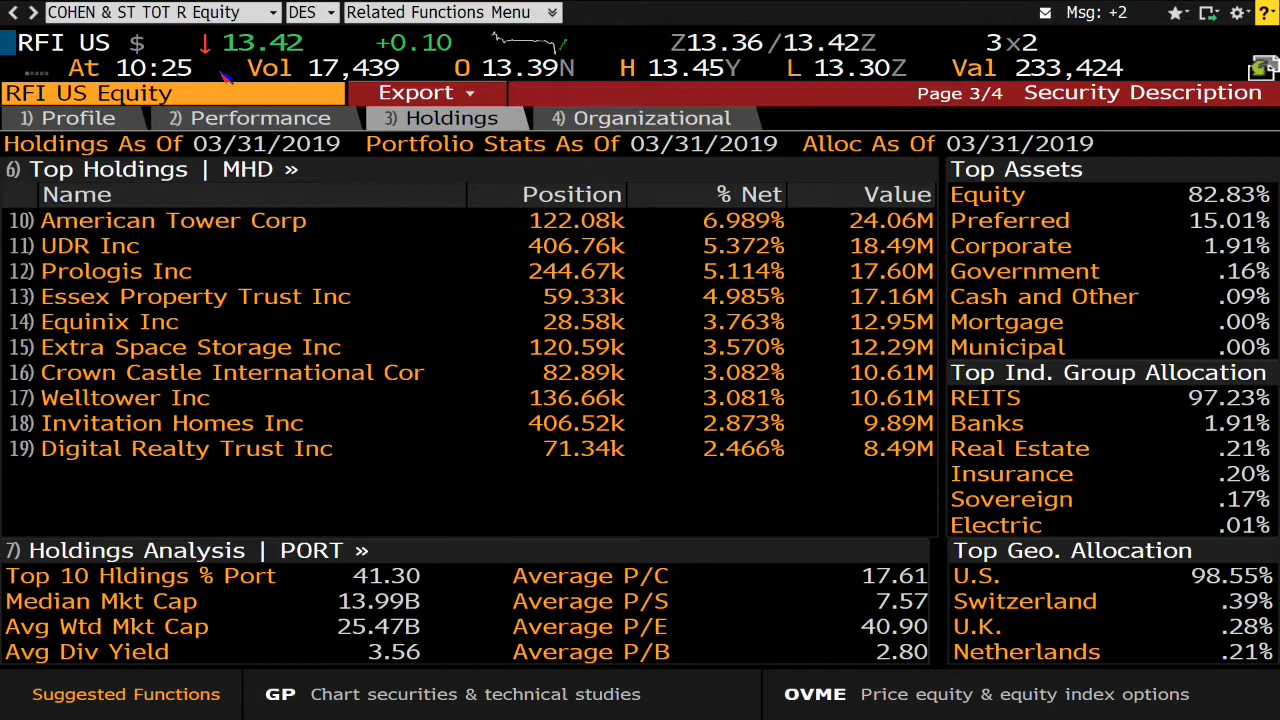 COHEN & ST TOT R Equity DES Related Functions Menu Msg: +2 ?
RFI US $ ↓ 13.42 +0.10 Z13.36 /13.42Z 3x2
At 10:25 Vol 17,439 O 13.39N H 13.45Y L 13.30Z Val 233,424
RFI US Equity Export Page 3/4 Security Description
1) Profile 2) Performance 3) Holdings 4) Organizational
Holdings As Of 03/31/2019 Portfolio Stats As Of 03/31/2019 Alloc As Of 03/31/2019
6) Top Holdings | MHD »
Name Position % Net Value
10) American Tower Corp 122.08k 6.989% 24.06M
11) UDR Inc 406.76k 5.372% 18.49M
12) Prologis Inc 244.67k 5.114% 17.60M
13) Essex Property Trust Inc 59.33k 4.985% 17.16M
14) Equinix Inc 28.58k 3.763% 12.95M
15) Extra Space Storage Inc 120.59k 3.570% 12.29M
16) Crown Castle International Cor 82.89k 3.082% 10.61M
17) Welltower Inc 136.66k 3.081% 10.61M
18) Invitation Homes Inc 406.52k 2.873% 9.89M
19) Digital Realty Trust Inc 71.34k 2.466% 8.49M
Top Assets
Equity 82.83%
Preferred 15.01%
Corporate 1.91%
Government .16%
Cash and Other .09%
Mortgage .00%
Municipal .00%
Top Ind. Group Allocation
REITS 97.23%
Banks 1.91%
Real Estate .21%
Insurance .20%
Sovereign .17%
Electric .01%
7) Holdings Analysis | PORT »
Top 10 Hldings % Port 41.30 Average P/C 17.61
Median Mkt Cap 13.99B Average P/S 7.57
Avg Wtd Mkt Cap 25.47B Average P/E 40.90
Avg Div Yield 3.56 Average P/B 2.80
Top Geo. Allocation
U.S. 98.55%
Switzerland .39%
U.K. .28%
Netherlands .21%
Suggested Functions GP Chart securities & technical studies OVME Price equity & equity index options